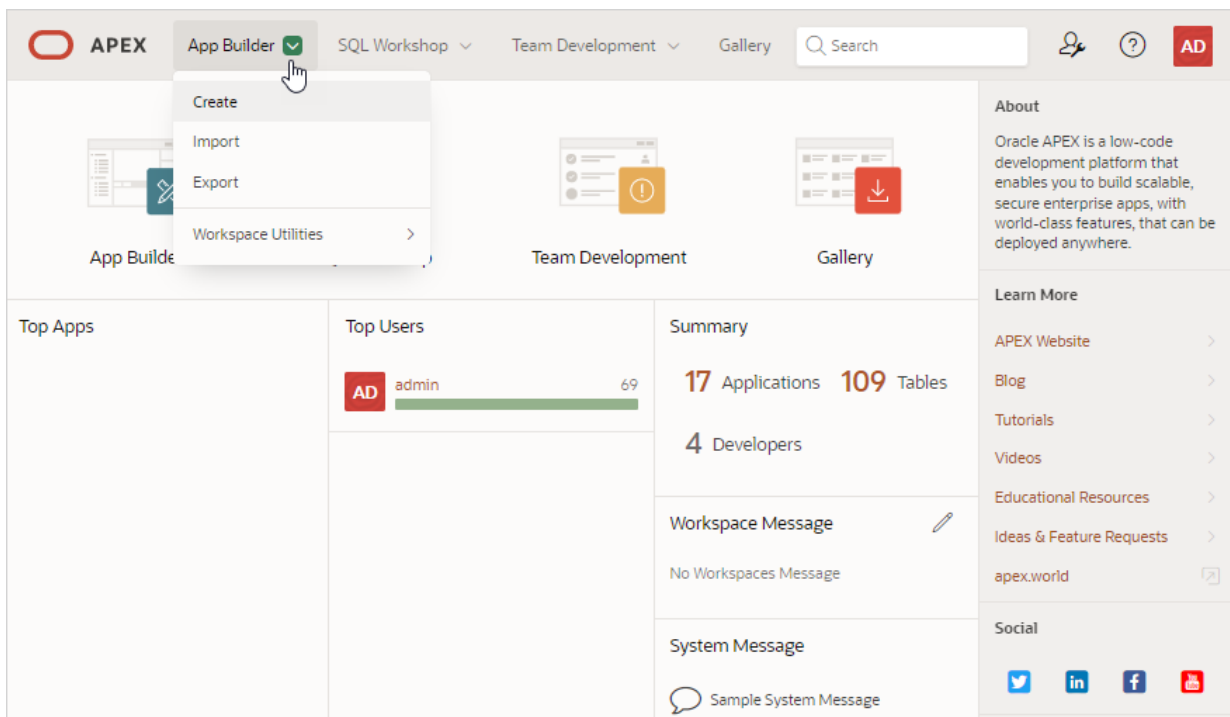 APEX
App Builder
SQL Workshop
Team Development
Gallery
Search
AD
Create
Import
Export
Workspace Utilities
App Builde
Team Development
Gallery
Top Apps
Top Users
AD
admin
69
Summary
17 Applications
109 Tables
4 Developers
Workspace Message
No Workspaces Message
System Message
Sample System Message
About
Oracle APEX is a low-code
development platform that
enables you to build scalable,
secure enterprise apps, with
world-class features, that can be
deployed anywhere.
Learn More
APEX Website
Blog
Tutorials
Videos
Educational Resources
Ideas & Feature Requests
apex.world
Social